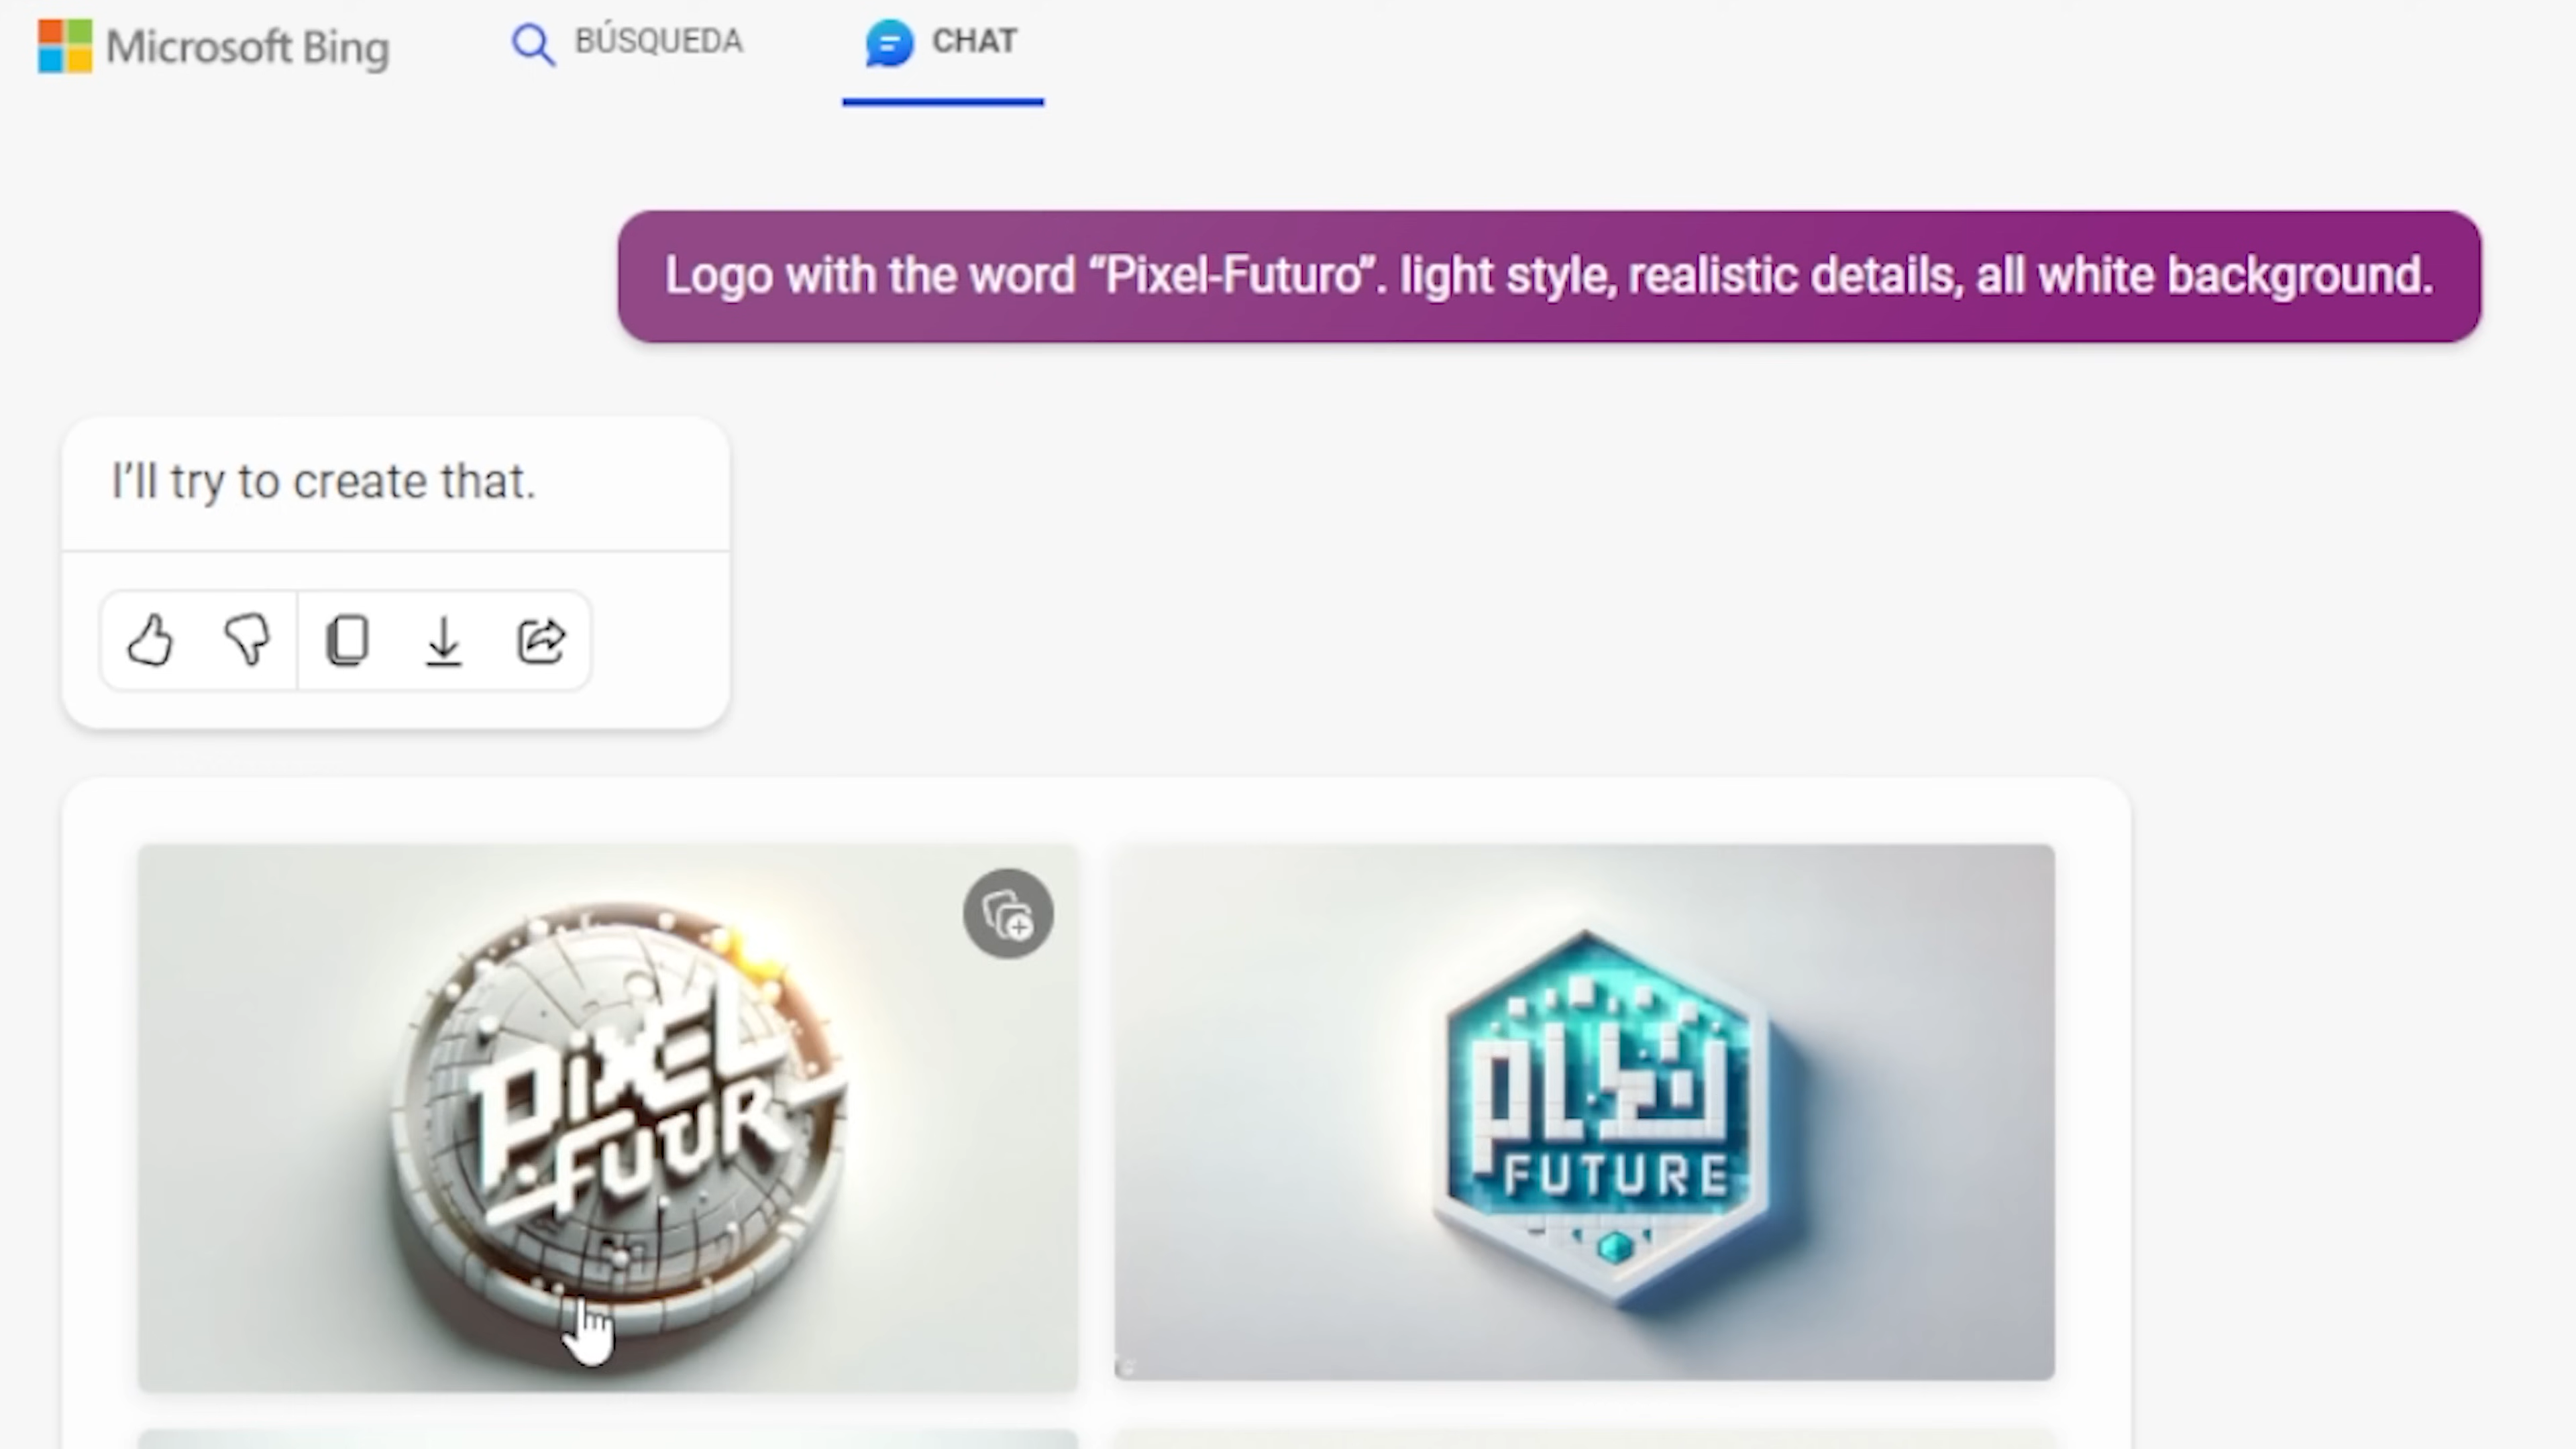 Microsoft Bing
BÚSQUEDA
CHAT
Logo with the word “Pixel-Futuro”. light style, realistic details, all white background.
I’ll try to create that.
PiXEL
FUUR
FUTURE